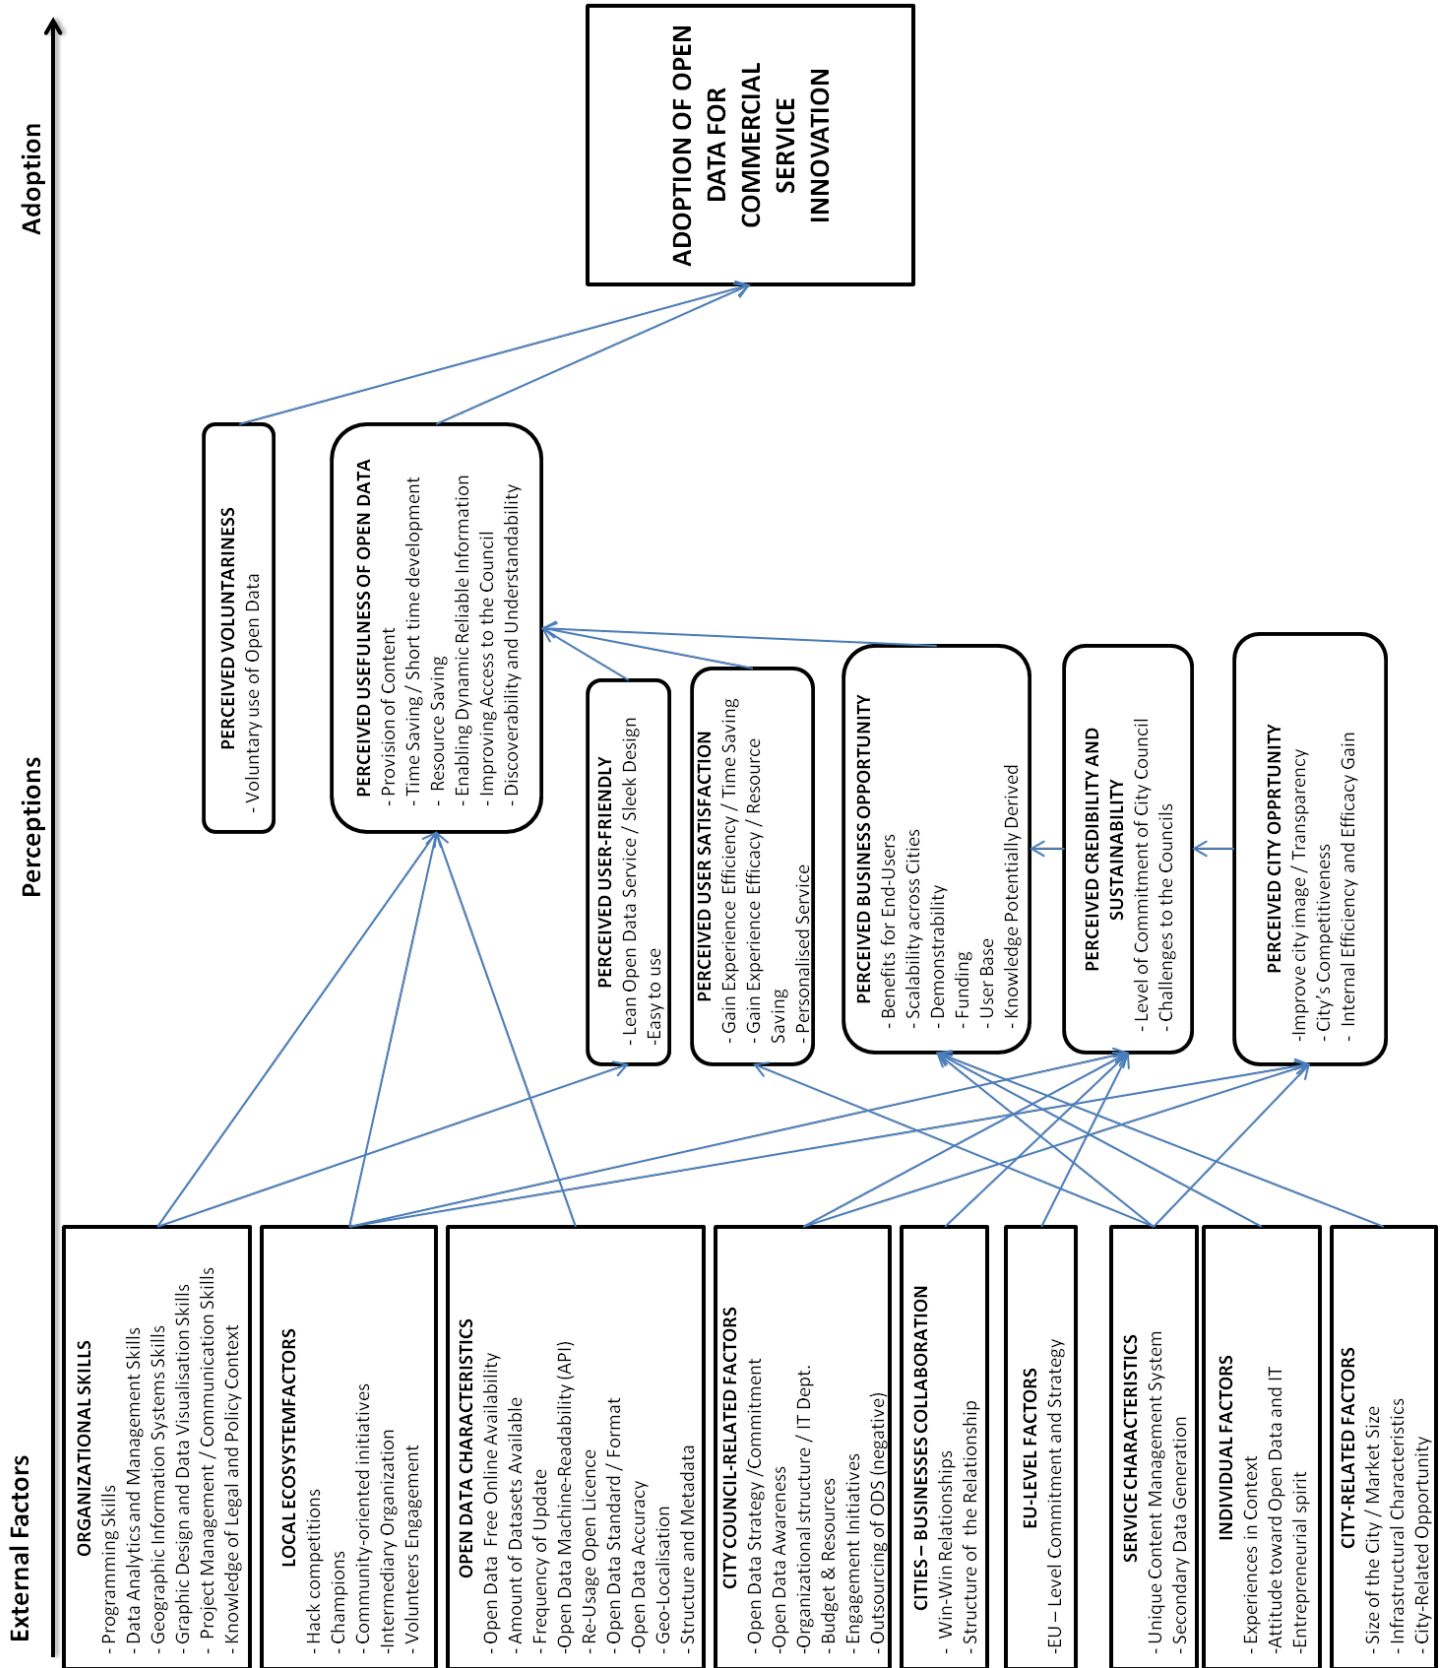 External Factors
Perceptions
Adoption
ORGANIZATIONAL SKILLS
- Programming Skills
- Data Analytics and Management Skills
- Geographic Information Systems Skills
- Graphic Design and Data Visualisation Skills
- Project Management / Communication Skills
- Knowledge of Legal and Policy Context
LOCAL ECOSYSTEMFACTORS
- Hack competitions
- Champions
- Community-oriented initiatives
-Intermediary Organization
- Volunteers Engagement
OPEN DATA CHARACTERISTICS
- Open Data Free Online Availability
- Amount of Datasets Available
- Frequency of Update
-Open Data Machine-Readability (API)
- Re-Usage Open Licence
- Open Data Standard / Format
-Open Data Accuracy
- Geo-Localisation
- Structure and Metadata
CITY COUNCIL-RELATED FACTORS
- Open Data Strategy /Commitment
- Open Data Awareness
-Organizational structure / IT Dept.
- Budget & Resources
- Engagement Initiatives
- Outsourcing of ODS (negative)
CITIES – BUSINESSES COLLABORATION
- Win-Win Relationships
- Structure of the Relationship
EU-LEVEL FACTORS
-EU – Level Commitment and Strategy
SERVICE CHARACTERISTICS
- Unique Content Management System
- Secondary Data Generation
INDIVIDUAL FACTORS
- Experiences in Context
-Attitude toward Open Data and IT
- Entrepreneurial spirit
CITY-RELATED FACTORS
- Size of the City / Market Size
- Infrastructural Characteristics
- City-Related Opportunity
PERCEIVED VOLUNTARINESS
- Voluntary use of Open Data
PERCEIVED USEFULNESS OF OPEN DATA
- Provision of Content
- Time Saving / Short time development
- Resource Saving
- Enabling Dynamic Reliable Information
- Improving Access to the Council
- Discoverability and Understandability
PERCEIVED USER-FRIENDLY
- Lean Open Data Service / Sleek Design
-Easy to use
PERCEIVED USER SATISFACTION
- Gain Experience Efficiency / Time Saving
- Gain Experience Efficacy / Resource
Saving
- Personalised Service
PERCEIVED BUSINESS OPPORTUNITY
- Benefits for End-Users
- Scalability across Cities
- Demonstrability
- Funding
- User Base
- Knowledge Potentially Derived
PERCEIVED CREDIBILITY AND
SUSTAINABILITY
- Level of Commitment of City Council
- Challenges to the Councils
PERCEIVED CITY OPPRTUNITY
-Improve city image / Transparency
- City's Competitiveness
- Internal Efficiency and Efficacy Gain
ADOPTION OF OPEN
DATA FOR
COMMERCIAL
SERVICE
INNOVATION